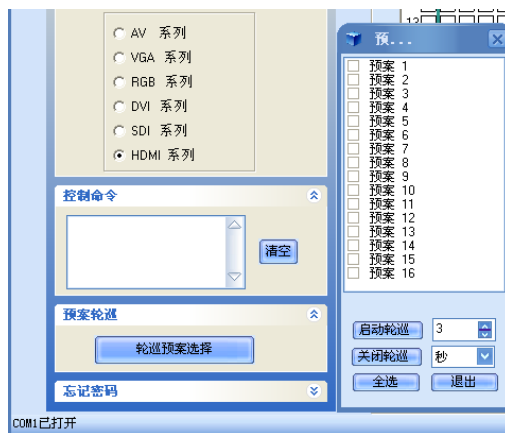 AV 系列
VGA 系列
RGB 系列
DVI 系列
SDI 系列
HDMI 系列
控制命令
清空
预案轮巡
轮巡预案选择
忘记密码
COM1已打开
13
预...
预案 1
预案 2
预案 3
预案 4
预案 5
预案 6
预案 7
预案 8
预案 9
预案 10
预案 11
预案 12
预案 13
预案 14
预案 15
预案 16
启动轮巡 3
关闭轮巡 秒
全选 退出